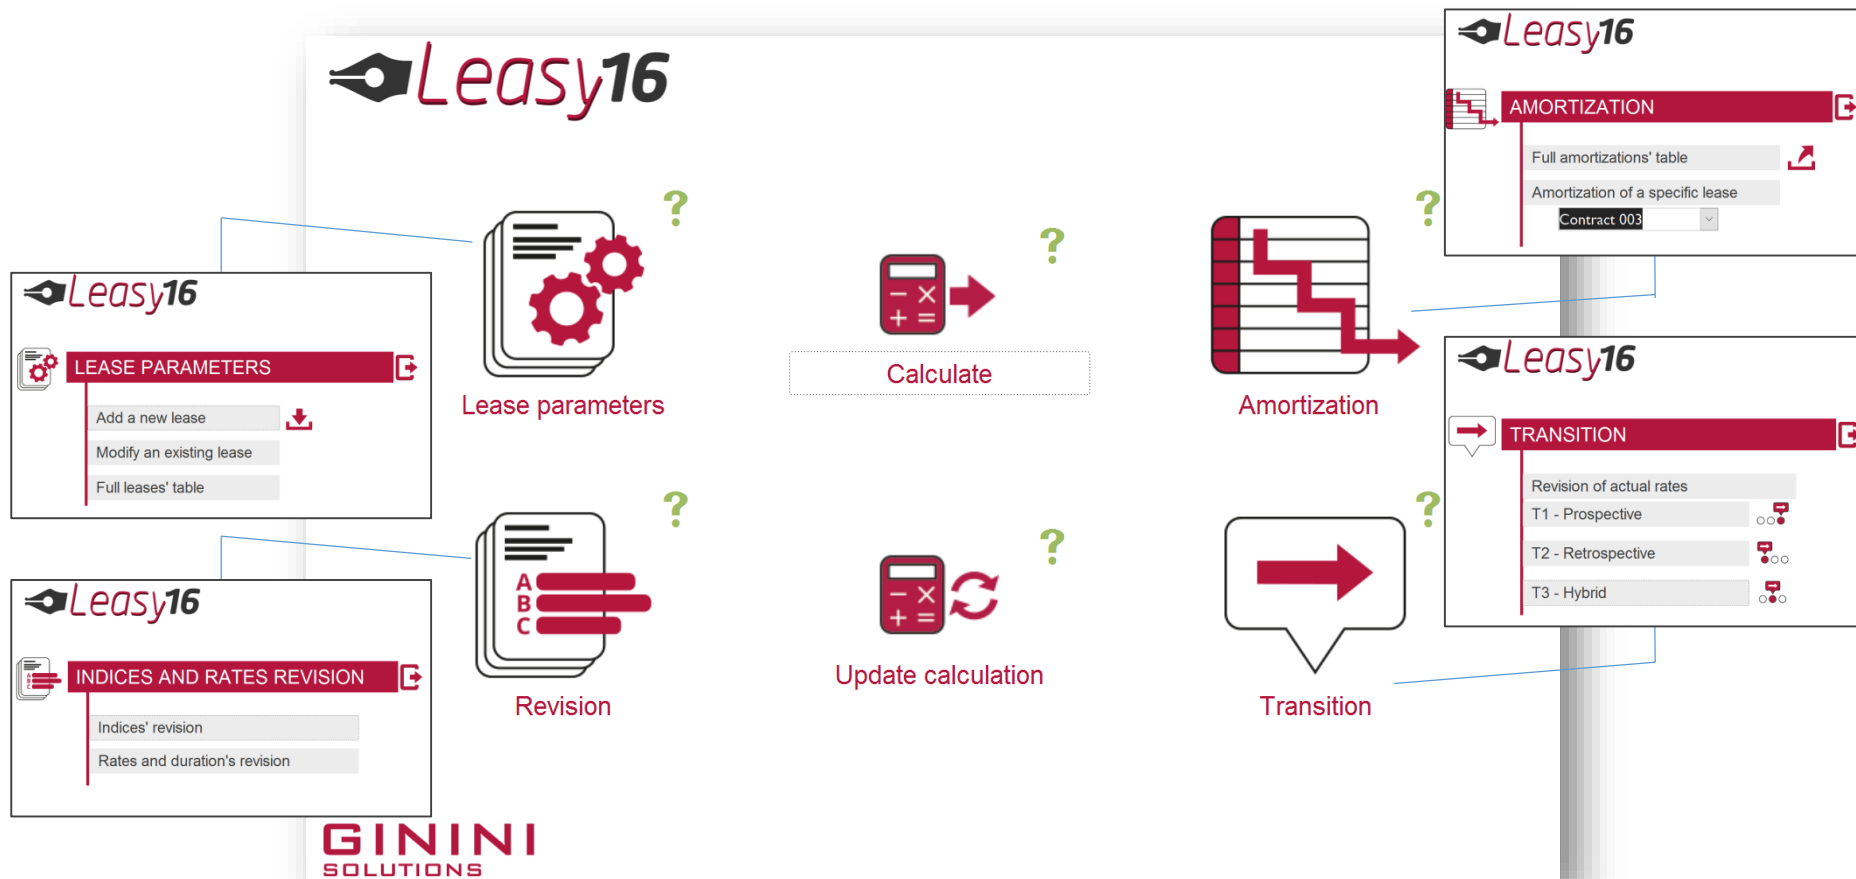 Leasy16
?
?
?
Lease parameters
Calculate
Amortization
?
?
?
A
B
C
Revision
Update calculation
Transition
GININI
SOLUTIONS
Leasy16
LEASE PARAMETERS
Add a new lease
Modify an existing lease
Full leases' table
Leasy16
INDICES AND RATES REVISION
Indices' revision
Rates and duration's revision
Leasy16
AMORTIZATION
Full amortizations' table
Amortization of a specific lease
Contract 003
Leasy16
TRANSITION
Revision of actual rates
T1 - Prospective
T2 - Retrospective
T3 - Hybrid